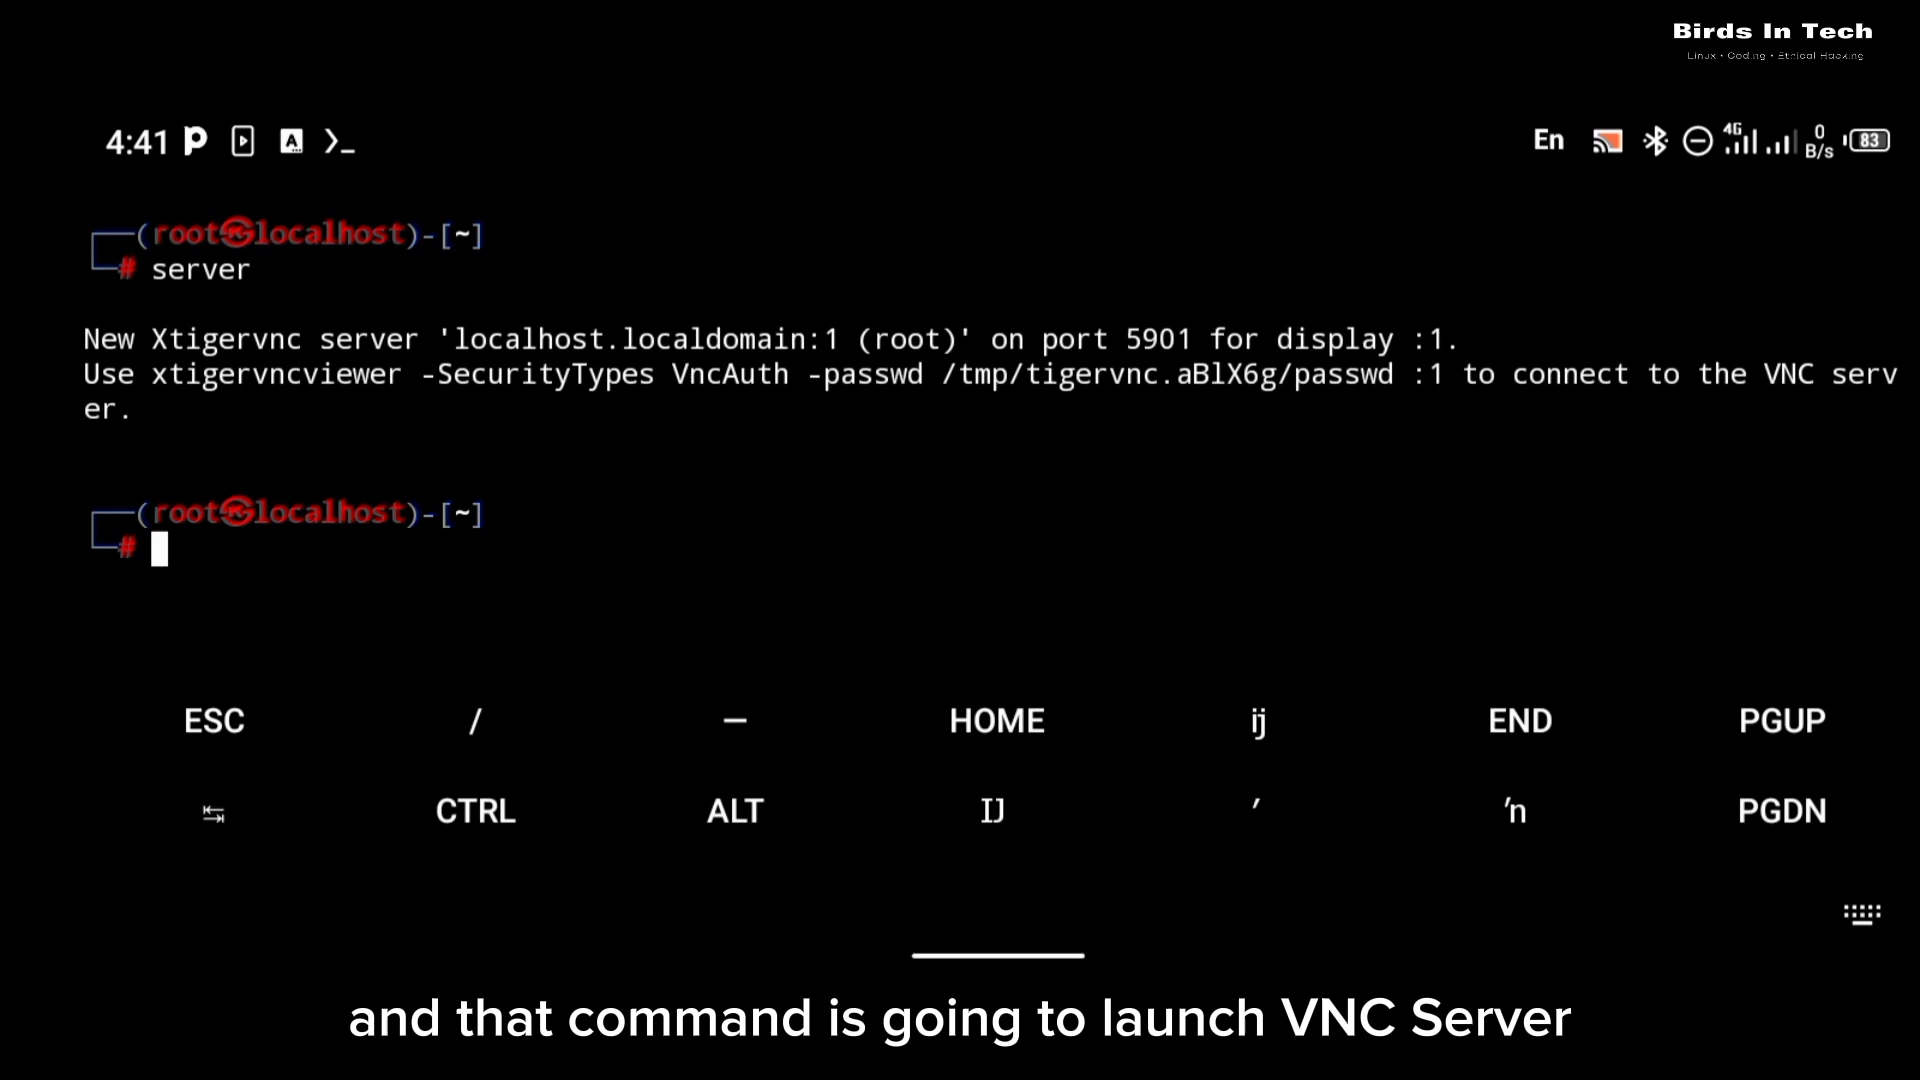 Birds In Tech
Linux • Coding • Ethical Hacking
4:41
En
4G
0
B/s
83
┌──(root㉿localhost)-[~]
└─# server
New Xtigervnc server 'localhost.localdomain:1 (root)' on port 5901 for display :1.
Use xtigervncviewer -SecurityTypes VncAuth -passwd /tmp/tigervnc.aBlX6g/passwd :1 to connect to the VNC serv
er.
┌──(root㉿localhost)-[~]
└─#
ESC / — HOME ĳ END PGUP
↹ CTRL ALT Ĳ ′ ŉ PGDN
and that command is going to launch VNC Server